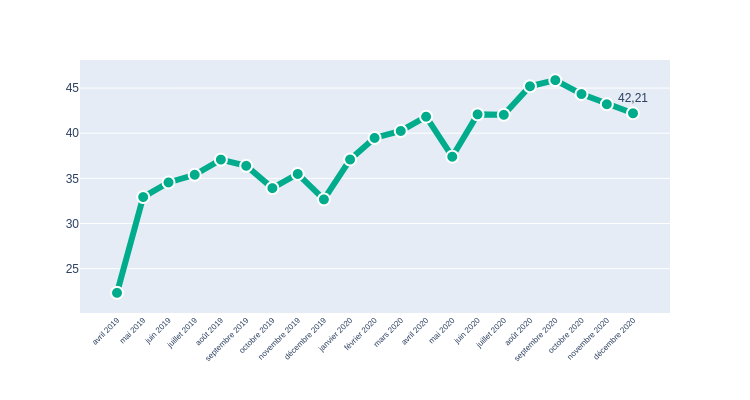 45
40
35
30
25
42,21
avril 2019
mai 2019
juin 2019
juillet 2019
août 2019
septembre 2019
octobre 2019
novembre 2019
décembre 2019
janvier 2020
février 2020
mars 2020
avril 2020
mai 2020
juin 2020
juillet 2020
août 2020
septembre 2020
octobre 2020
novembre 2020
décembre 2020